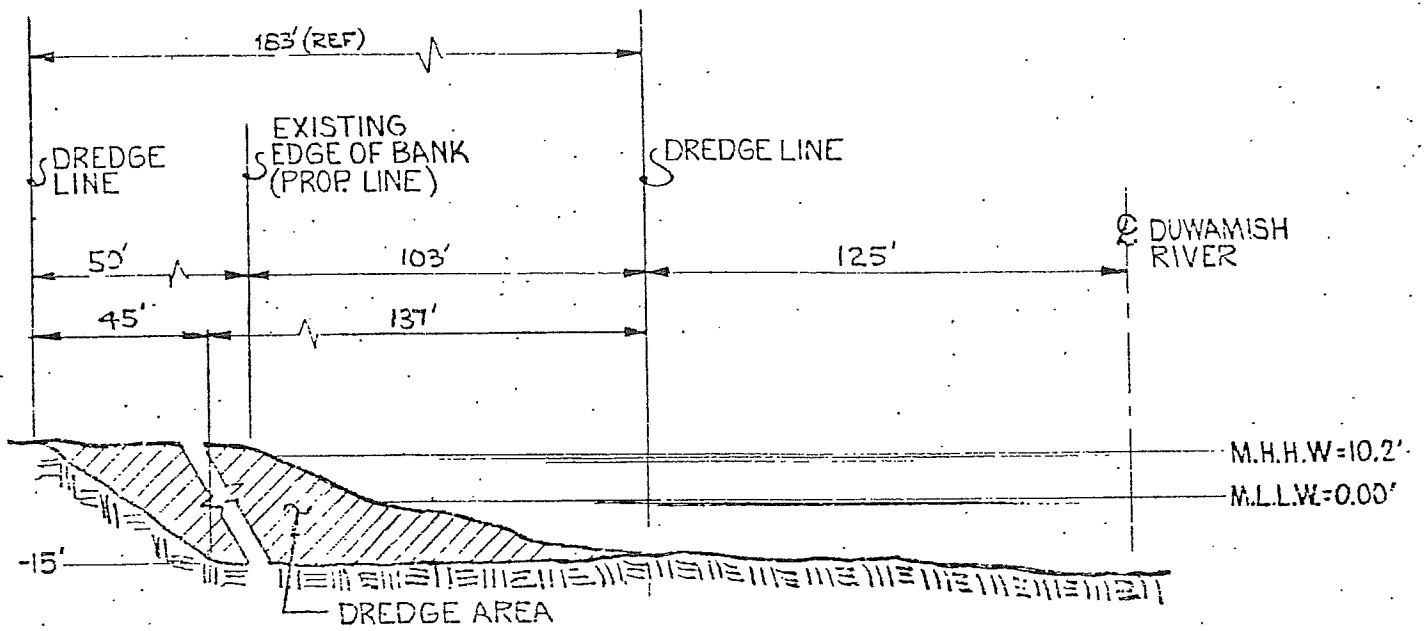 183' (REF)
DREDGE LINE
EXISTING EDGE OF BANK (PROP. LINE)
DREDGE LINE
℄ DUWAMISH RIVER
50'
103'
125'
45'
137'
M.H.H.W=10.2'
M.L.L.W.=0.00'
-15'
DREDGE AREA